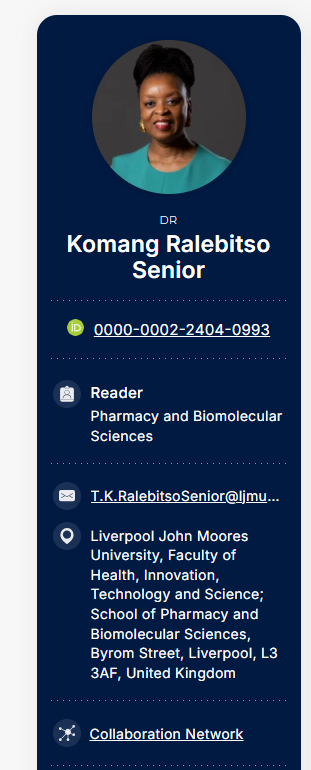 DR
Komang Ralebitso
Senior
iD 0000-0002-2404-0993
Reader
Pharmacy and Biomolecular
Sciences
T.K.RalebitsoSenior@ljmu...
Liverpool John Moores
University, Faculty of
Health, Innovation,
Technology and Science;
School of Pharmacy and
Biomolecular Sciences,
Byrom Street, Liverpool, L3
3AF, United Kingdom
Collaboration Network